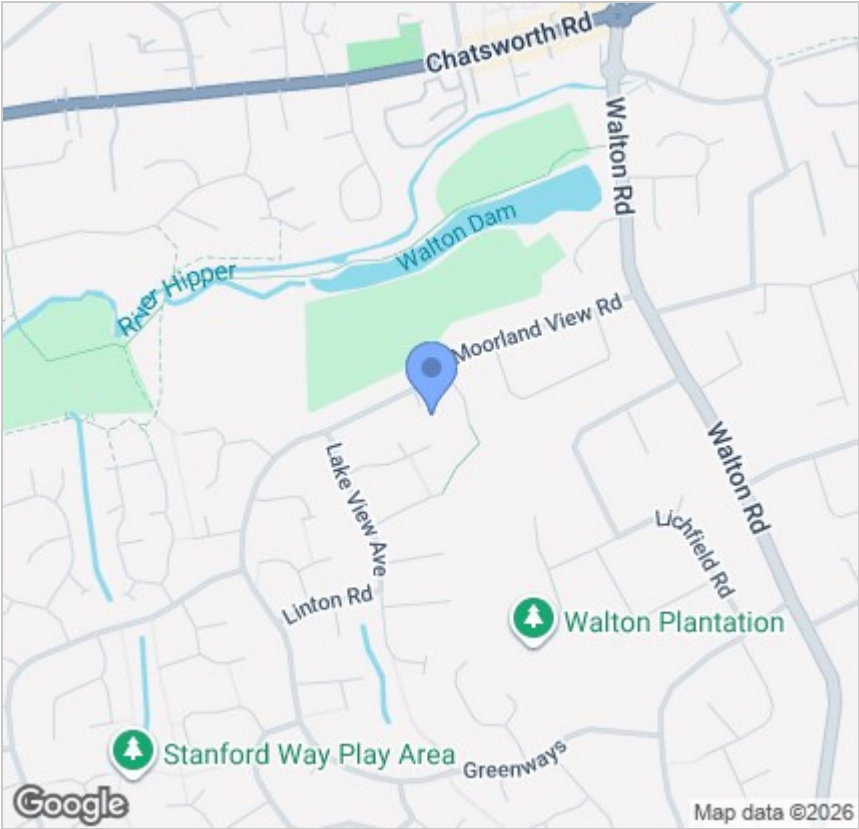 Chatsworth Rd
Walton Rd
Walton Dam
River Hipper
Moorland View Rd
Lake View Ave
Walton Rd
Lichfield Rd
Linton Rd
Walton Plantation
Stanford Way Play Area
Greenways
Google
Map data ©2026